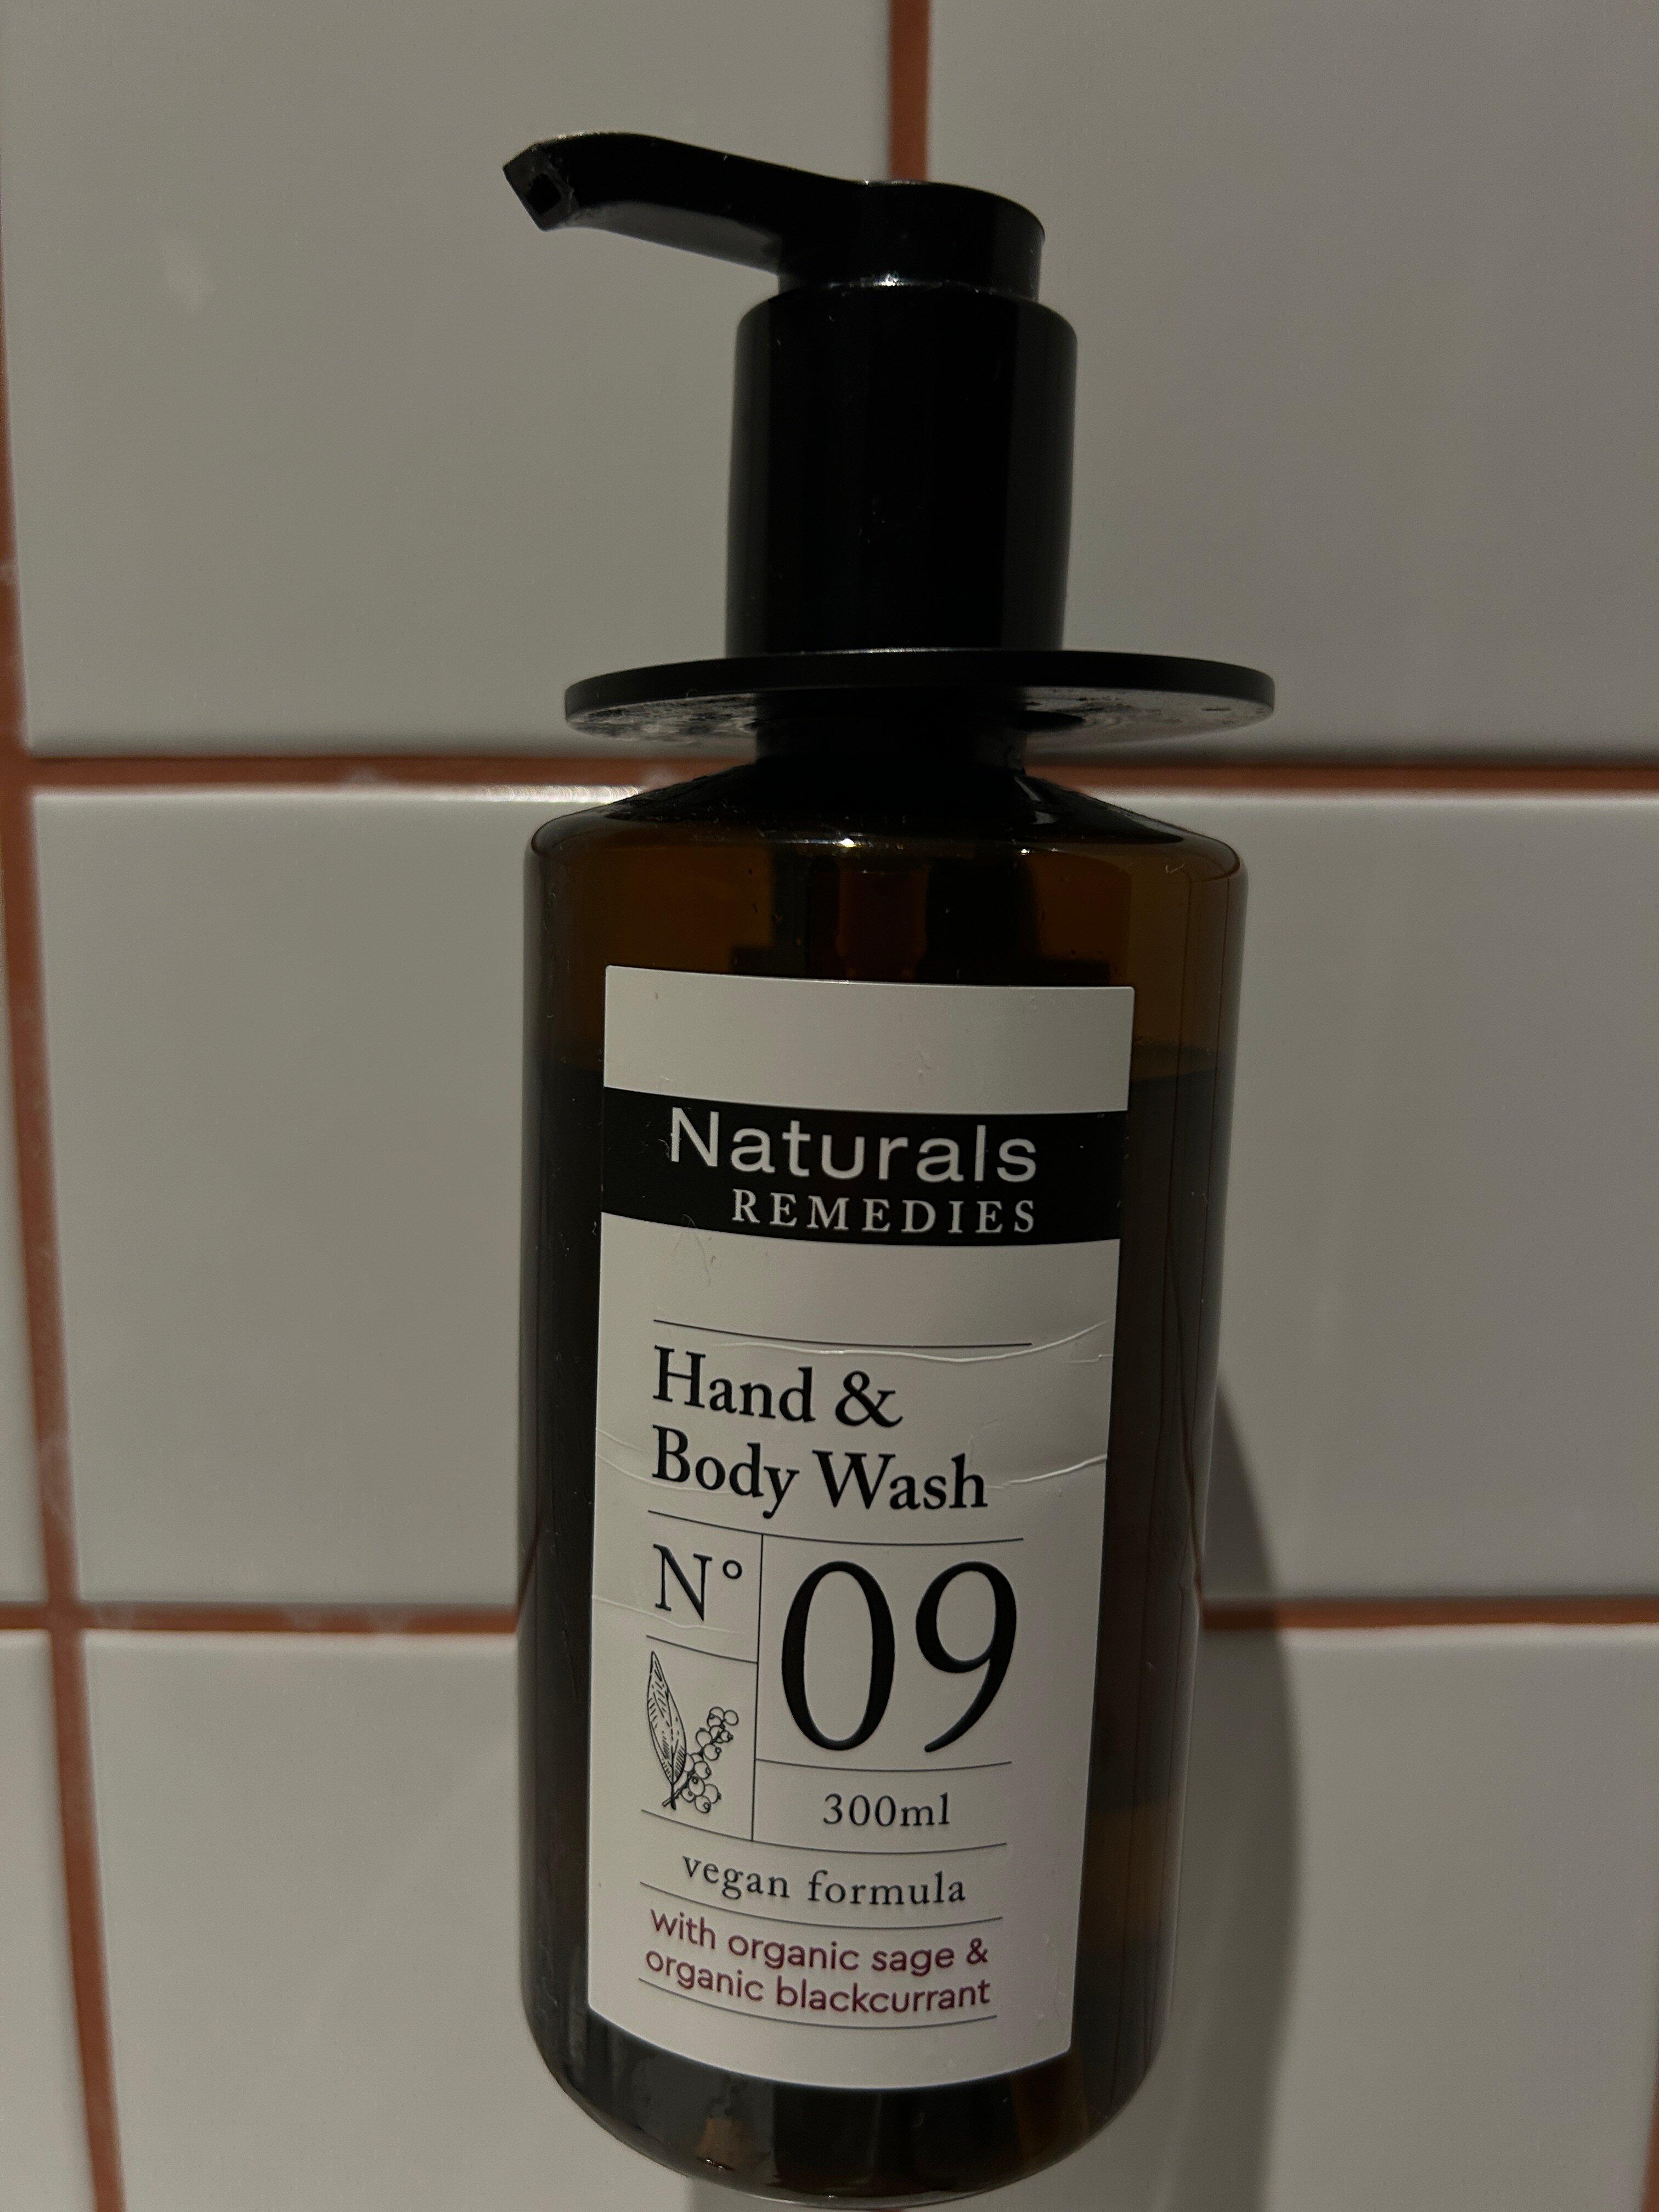 Naturals
REMEDIES
Hand &
Body Wash
N° 09
300ml
vegan formula
with organic sage &
organic blackcurrant